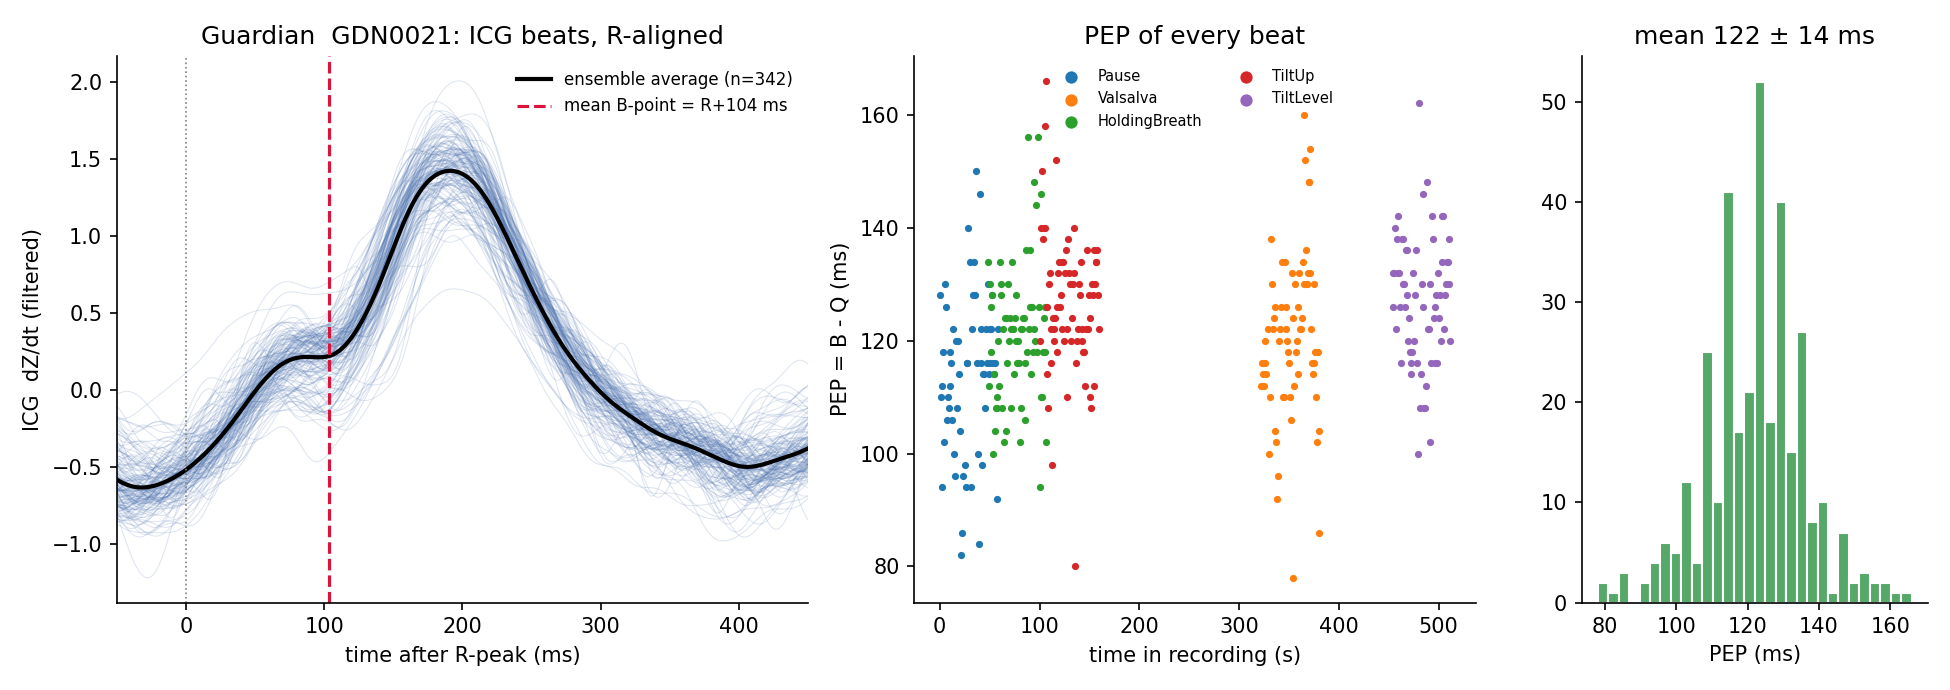 Guardian  GDN0021: ICG beats, R-aligned
ensemble average (n=342)
mean B-point = R+104 ms
ICG  dZ/dt (filtered)
2.0
1.5
1.0
0.5
0.0
−0.5
−1.0
0
100
200
300
400
time after R-peak (ms)
PEP of every beat
Pause
Valsalva
HoldingBreath
TiltUp
TiltLevel
PEP = B - Q (ms)
160
140
120
100
80
0
100
200
300
400
500
time in recording (s)
mean 122 ± 14 ms
50
40
30
20
10
0
80
100
120
140
160
PEP (ms)